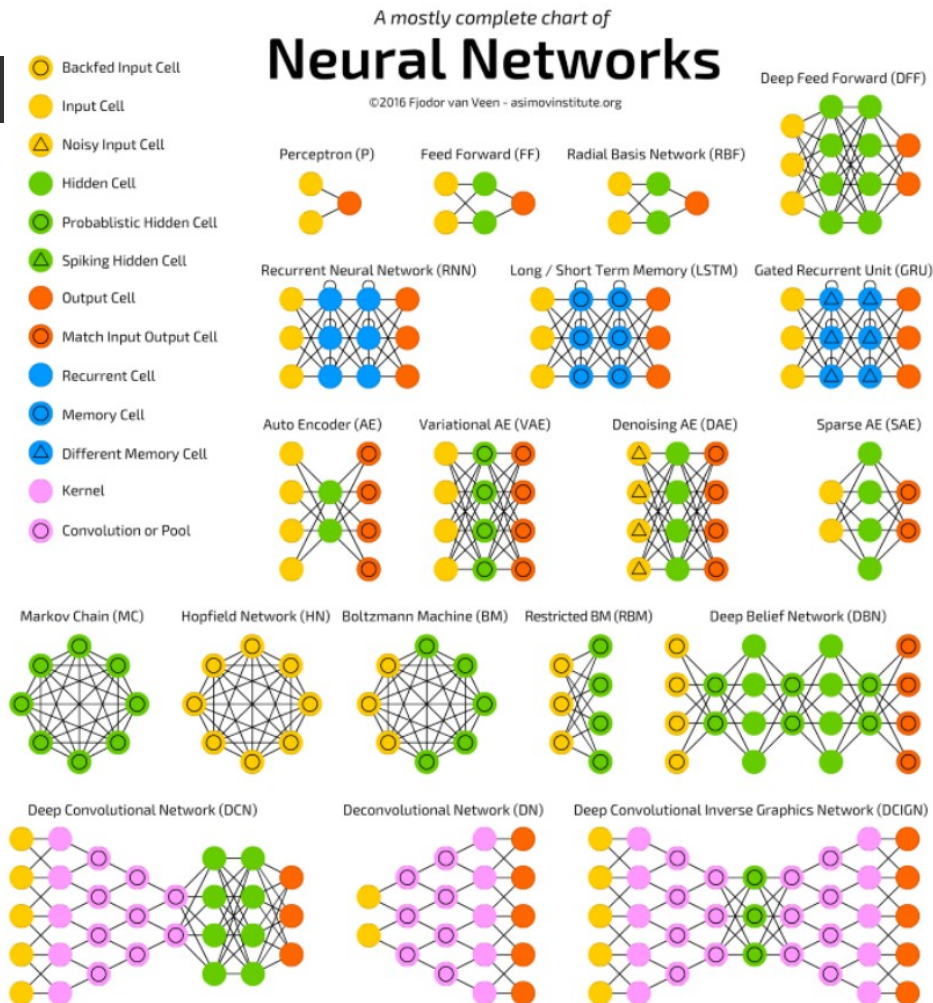 A mostly complete chart of
Neural Networks
©2016 Fjodor van Veen - asimovinstitute.org
Backfed Input Cell
Input Cell
Noisy Input Cell
Hidden Cell
Probablistic Hidden Cell
Spiking Hidden Cell
Output Cell
Match Input Output Cell
Recurrent Cell
Memory Cell
Different Memory Cell
Kernel
Convolution or Pool
Deep Feed Forward (DFF)
Perceptron (P)
Feed Forward (FF)
Radial Basis Network (RBF)
Recurrent Neural Network (RNN)
Long / Short Term Memory (LSTM)
Gated Recurrent Unit (GRU)
Auto Encoder (AE)
Variational AE (VAE)
Denoising AE (DAE)
Sparse AE (SAE)
Markov Chain (MC)
Hopfield Network (HN)
Boltzmann Machine (BM)
Restricted BM (RBM)
Deep Belief Network (DBN)
Deep Convolutional Network (DCN)
Deconvolutional Network (DN)
Deep Convolutional Inverse Graphics Network (DCIGN)